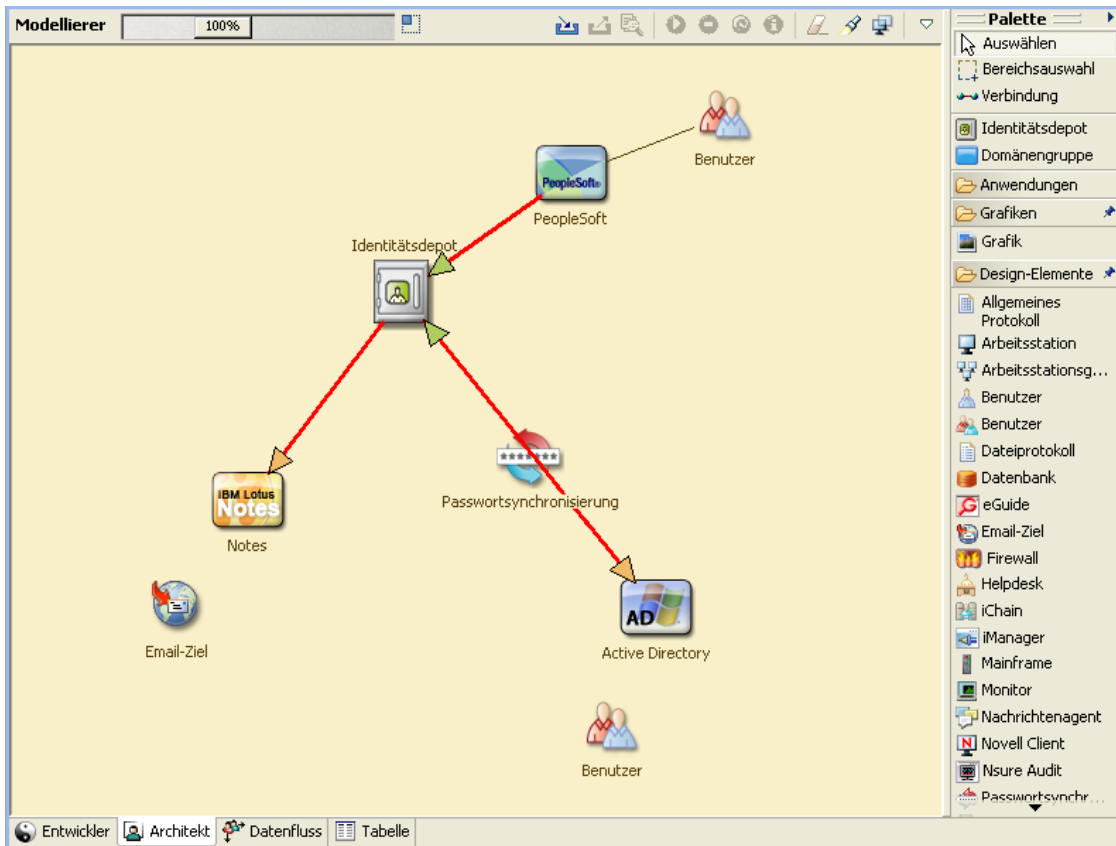 Modellierer
100%
Benutzer
PeopleSoft®
PeopleSoft
Identitätsdepot
*******
Passwortsynchronisierung
IBM Lotus
Notes
Notes
Email-Ziel
AD
Active Directory
Benutzer
Palette
Auswählen
Bereichsauswahl
Verbindung
Identitätsdepot
Domänengruppe
Anwendungen
Grafiken
Grafik
Design-Elemente
Allgemeines
Protokoll
Arbeitsstation
Arbeitsstationsg...
Benutzer
Benutzer
Dateiprotokoll
Datenbank
eGuide
Email-Ziel
Firewall
Helpdesk
iChain
iManager
Mainframe
Monitor
Nachrichtenagent
Novell Client
Nsure Audit
Passwortsynchr...
Entwickler
Architekt
Datenfluss
Tabelle